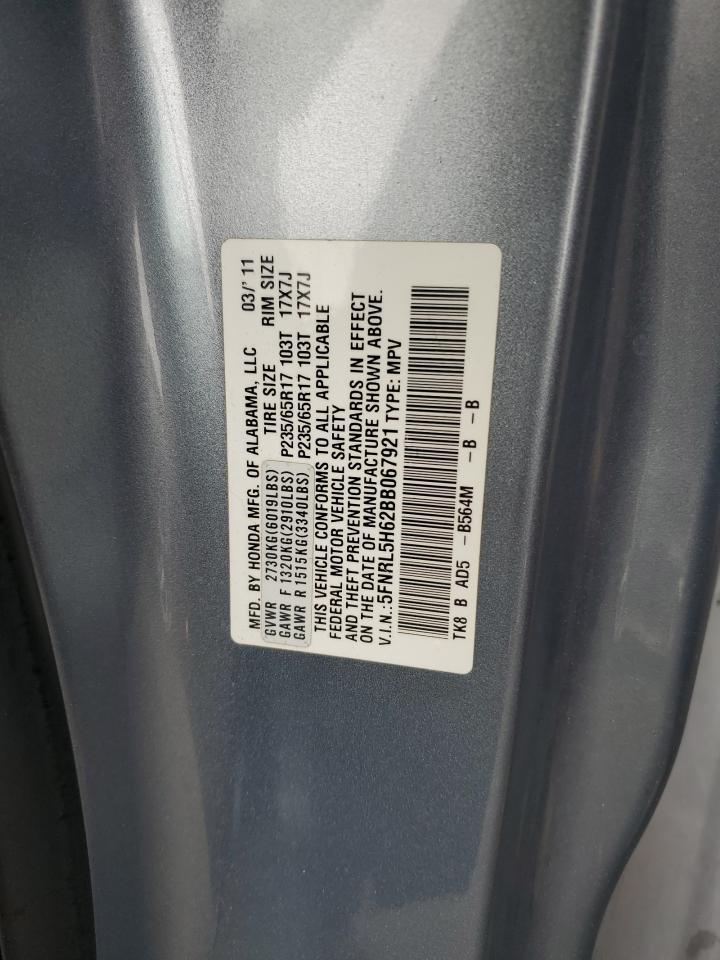 MFD. BY HONDA MFG. OF ALABAMA, LLC 03/'11
GVWR 2730KG(6019LBS) TIRE SIZE RIM SIZE
GAWR F 1320KG(2910LBS) P235/65R17 103T 17X7J
GAWR R 1515KG(3340LBS) P235/65R17 103T 17X7J
THIS VEHICLE CONFORMS TO ALL APPLICABLE
FEDERAL MOTOR VEHICLE SAFETY
AND THEFT PREVENTION STANDARDS IN EFFECT
ON THE DATE OF MANUFACTURE SHOWN ABOVE.
V.I.N.:5FNRL5H62BB067921 TYPE: MPV
TK8 B AD5 -B564M -B -B